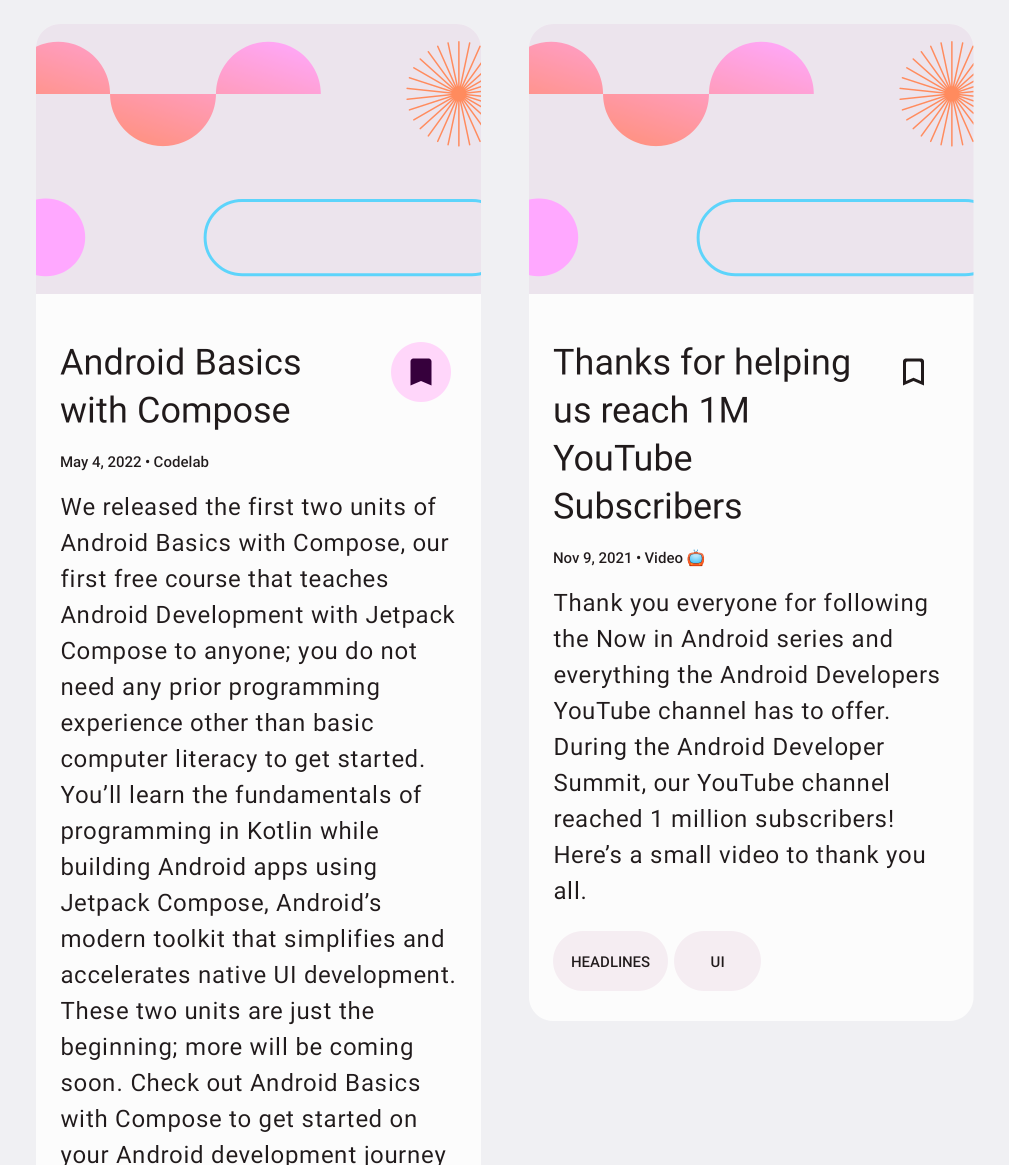 Android Basics
with Compose
May 4, 2022 • Codelab
We released the first two units of
Android Basics with Compose, our
first free course that teaches
Android Development with Jetpack
Compose to anyone; you do not
need any prior programming
experience other than basic
computer literacy to get started.
You’ll learn the fundamentals of
programming in Kotlin while
building Android apps using
Jetpack Compose, Android’s
modern toolkit that simplifies and
accelerates native UI development.
These two units are just the
beginning; more will be coming
soon. Check out Android Basics
with Compose to get started on
your Android development journey
Thanks for helping
us reach 1M
YouTube
Subscribers
Nov 9, 2021 • Video 📺
Thank you everyone for following
the Now in Android series and
everything the Android Developers
YouTube channel has to offer.
During the Android Developer
Summit, our YouTube channel
reached 1 million subscribers!
Here’s a small video to thank you
all.
HEADLINES
UI